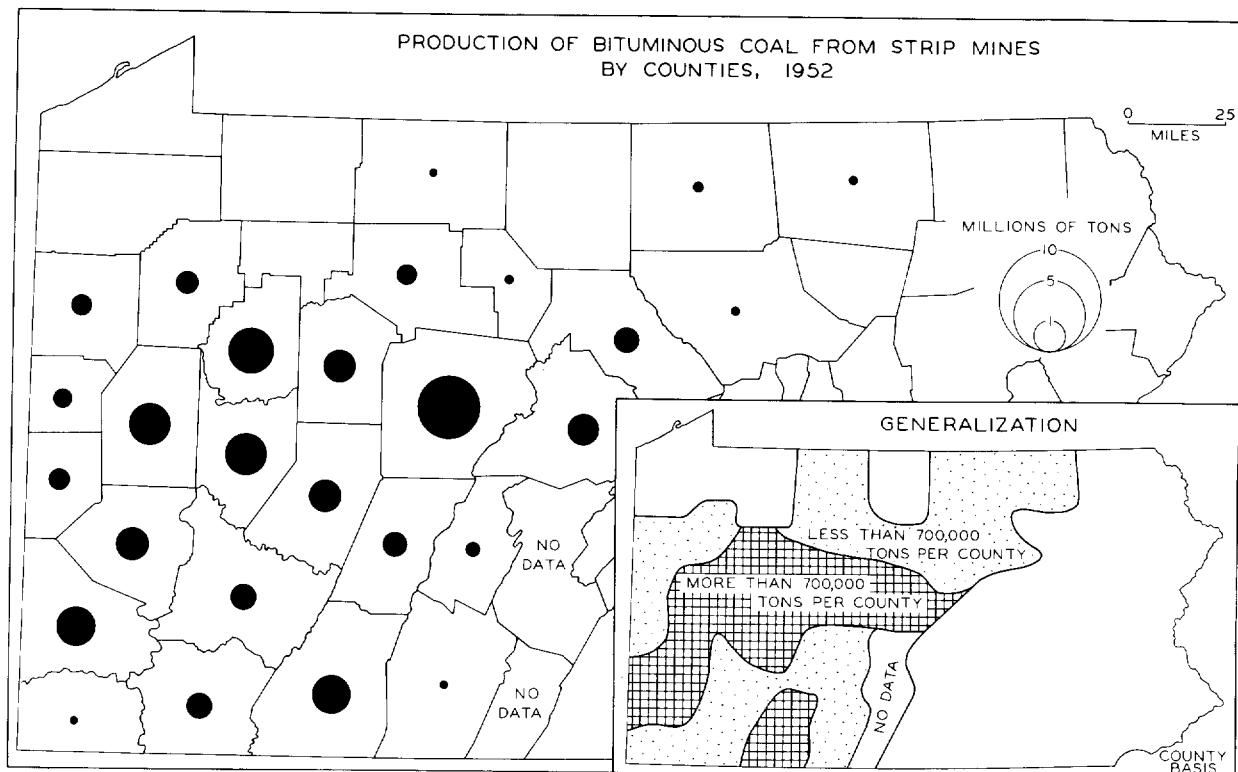 PRODUCTION OF BITUMINOUS COAL FROM STRIP MINES
BY COUNTIES, 1952
0 25
MILES
MILLIONS OF TONS
10
5
1
NO
DATA
NO
DATA
GENERALIZATION
LESS THAN 700,000
TONS PER COUNTY
MORE THAN 700,000
TONS PER COUNTY
NO DATA
COUNTY
BASIS